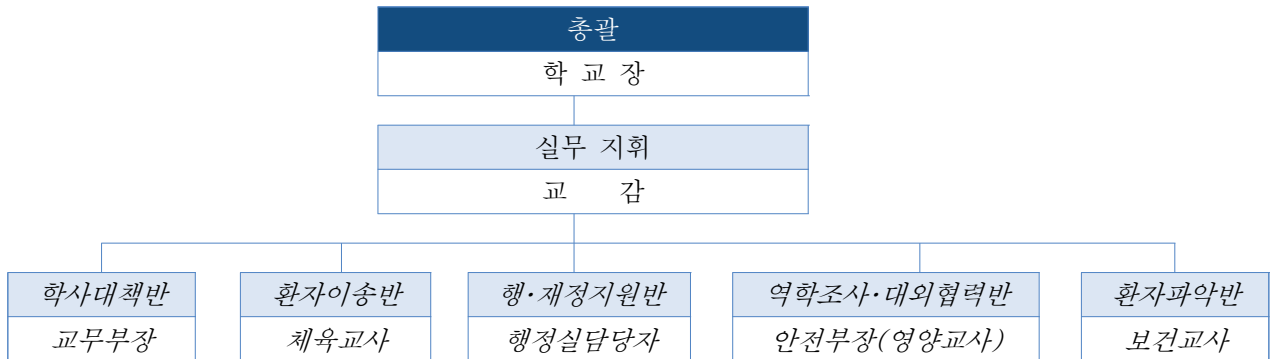 총괄
학 교 장
실무 지휘
교 감
학사대책반 환자이송반 행·재정지원반 역학조사·대외협력반 환자파악반
교무부장 체육교사 행정실담당자 안전부장(영양교사) 보건교사